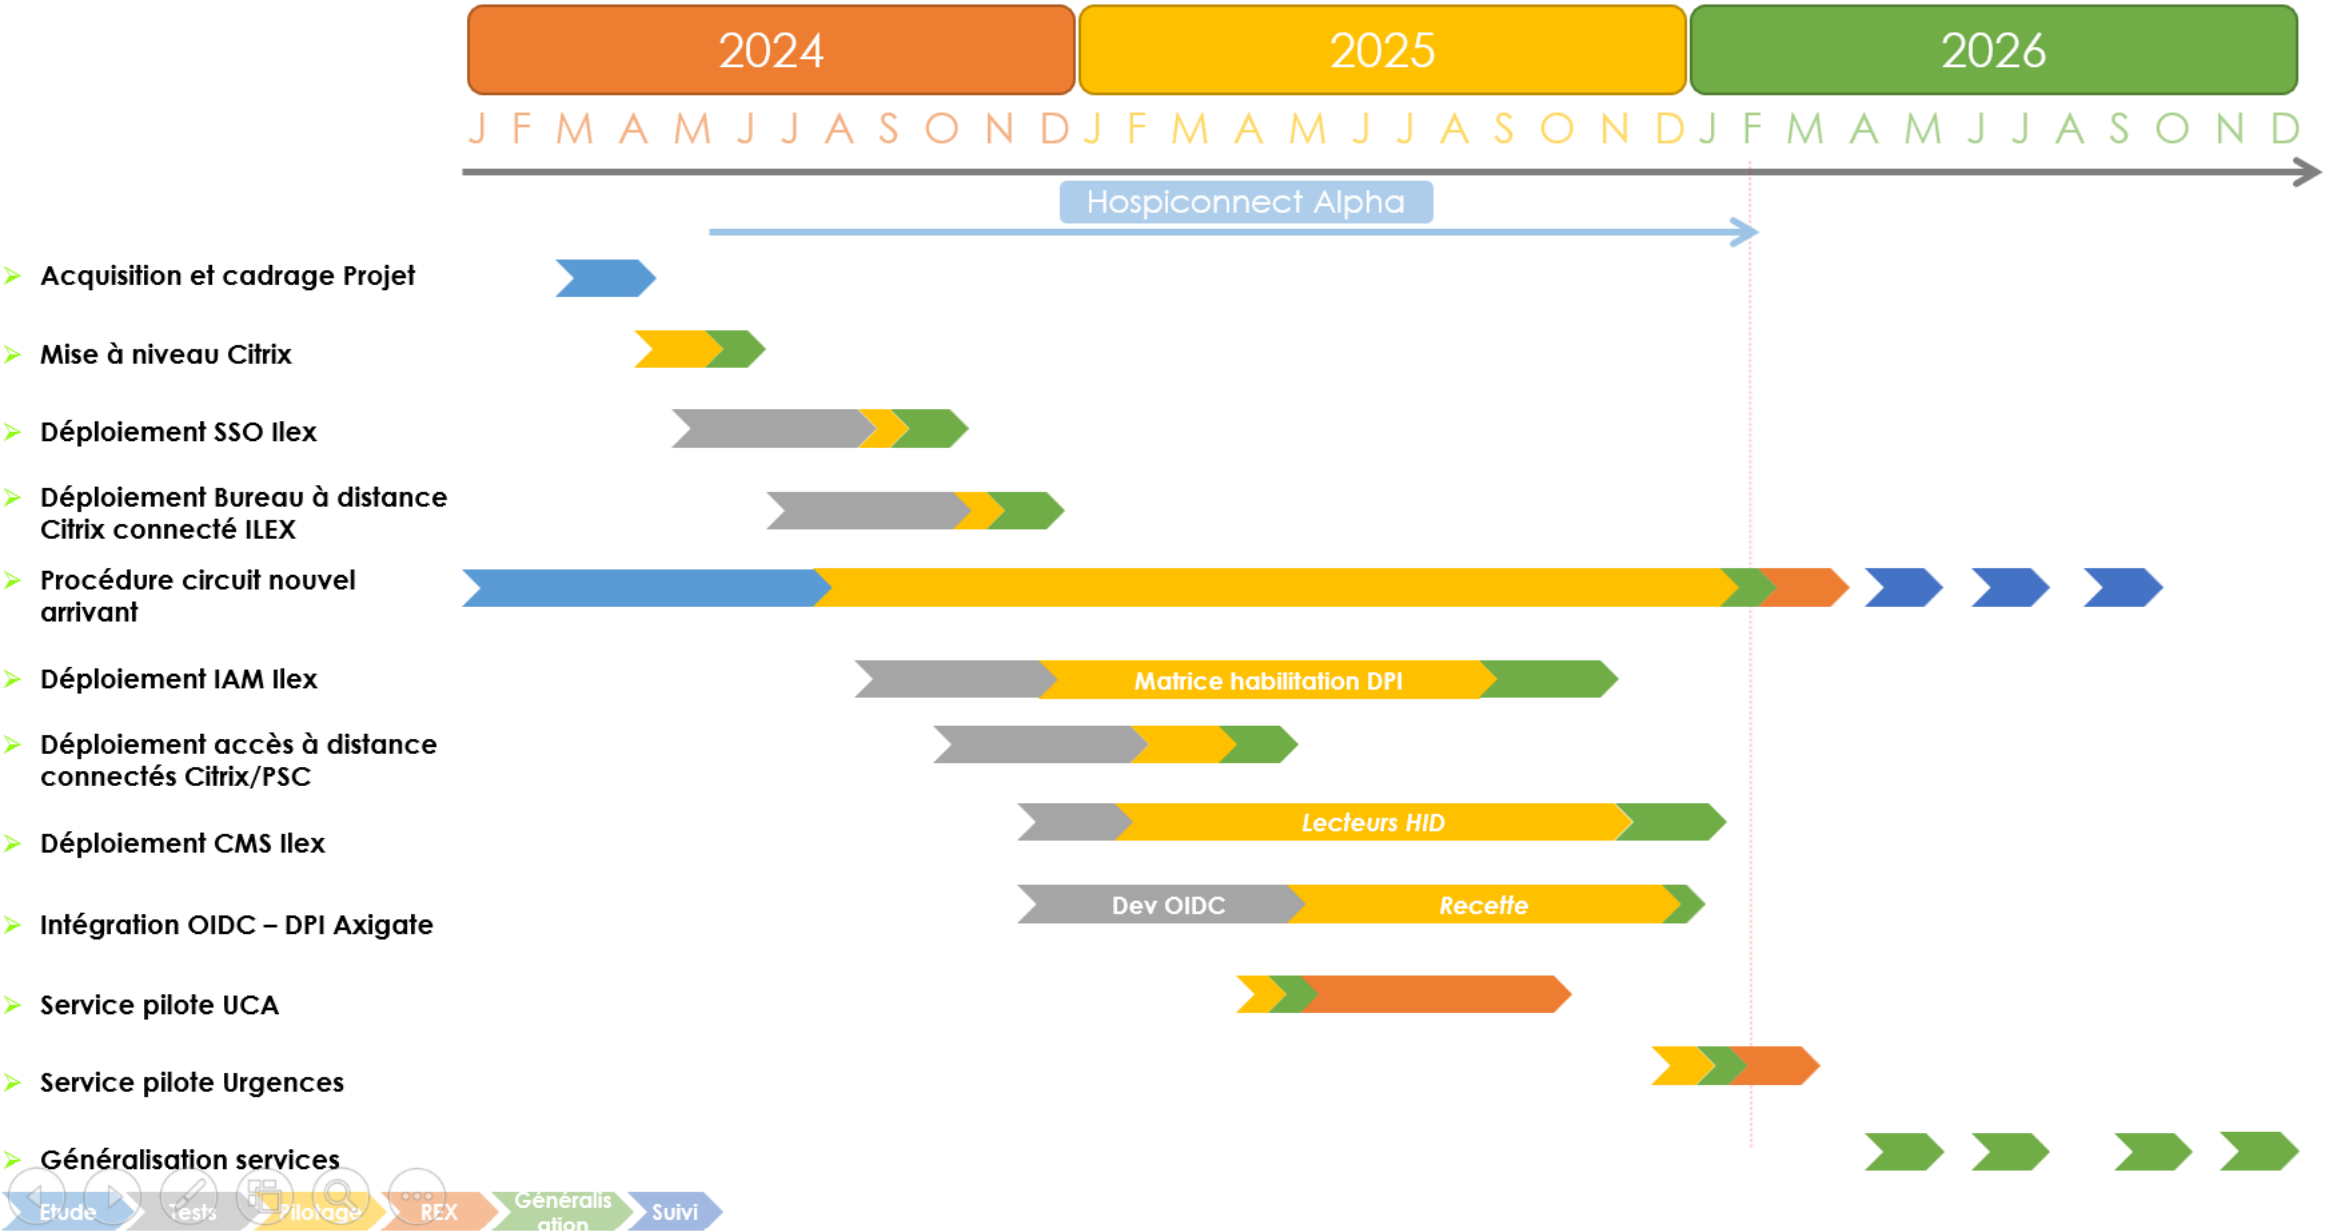 2024 2025 2026
J F M A M J J A S O N D J F M A M J J A S O N D J F M A M J J A S O N D
Hospiconnect Alpha
Acquisition et cadrage Projet
Mise à niveau Citrix
Déploiement SSO Ilex
Déploiement Bureau à distance
Citrix connecté ILEX
Procédure circuit nouvel
arrivant
Déploiement IAM Ilex
Matrice habilitation DPI
Déploiement accès à distance
connectés Citrix/PSC
Lecteurs HID
Déploiement CMS Ilex
Dev OIDC Recette
Intégration OIDC – DPI Axigate
Service pilote UCA
Service pilote Urgences
Généralisation services
Etude Tests Pilotage REX
Généralis
ation
Suivi